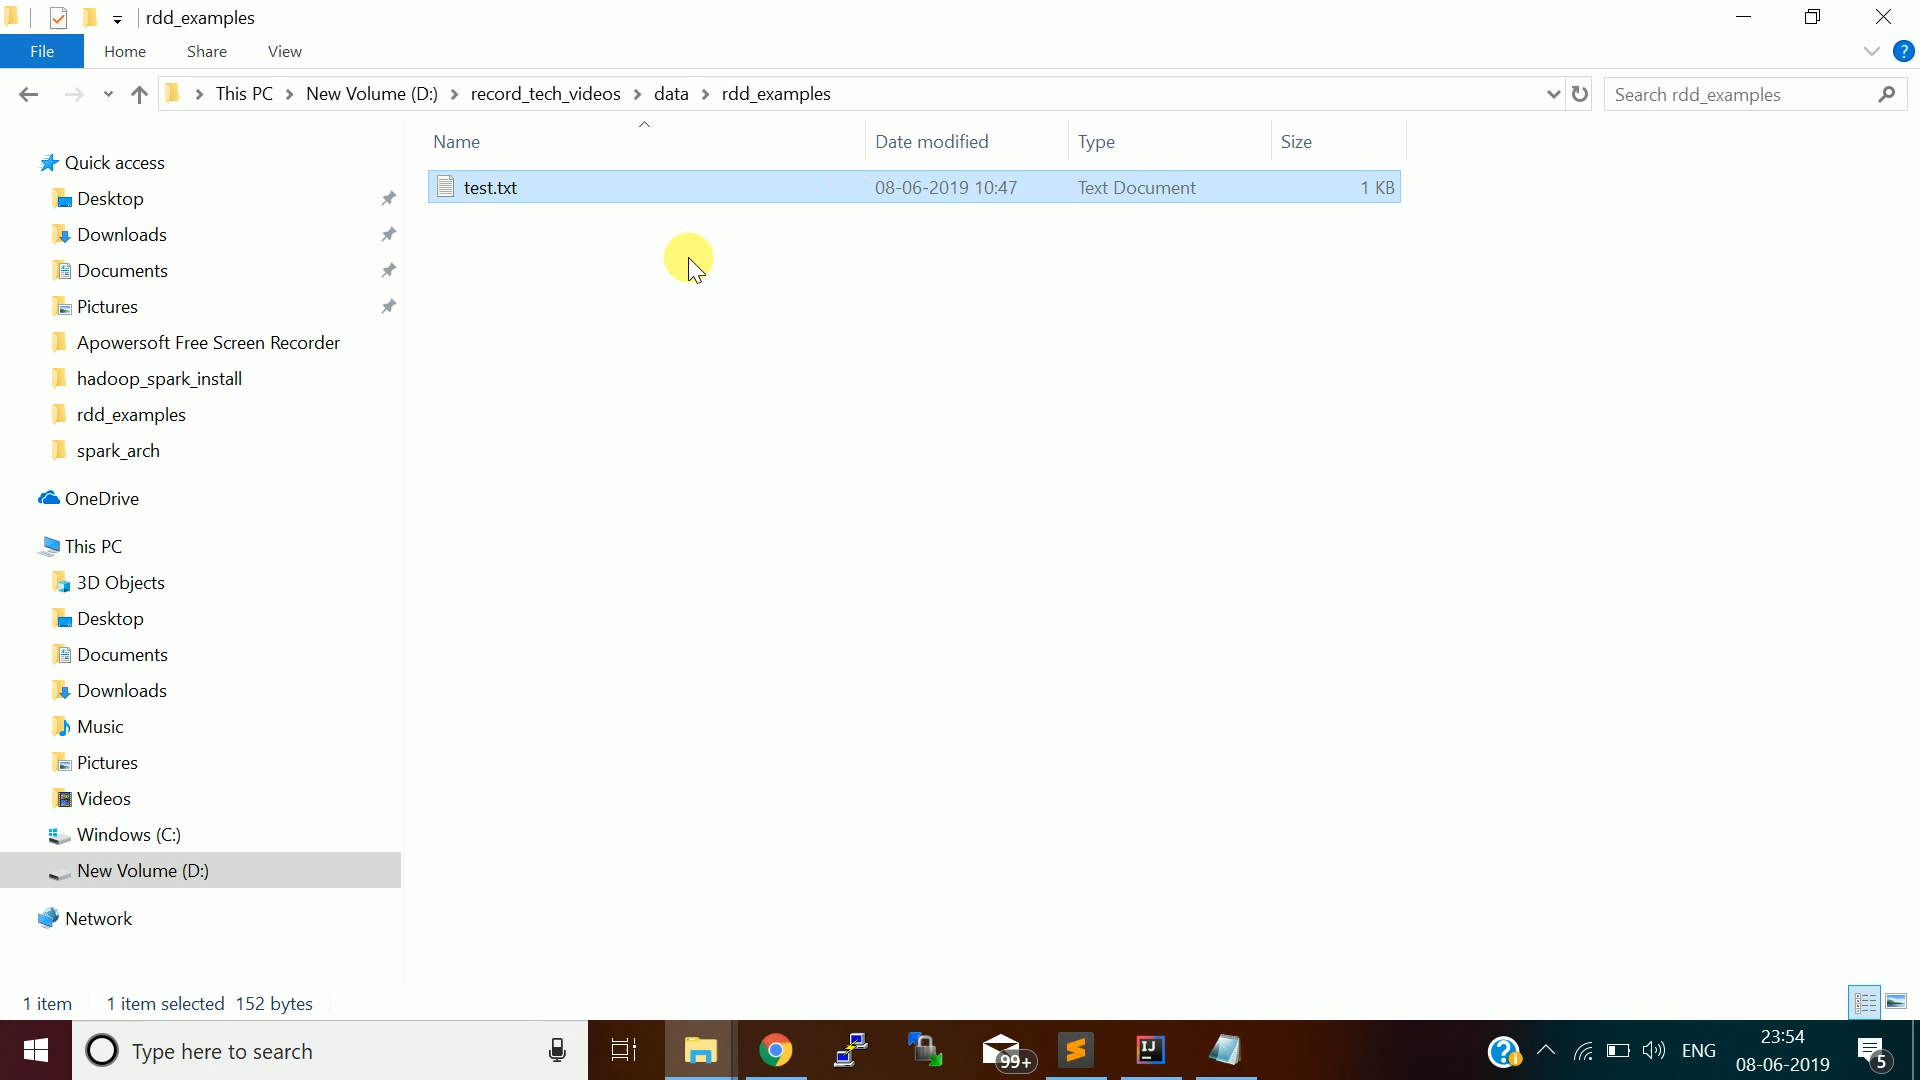 rdd_examples
File Home Share View ?
This PC New Volume (D:) record_tech_videos data rdd_examples Search rdd_examples
Name Date modified Type Size
test.txt 08-06-2019 10:47 Text Document 1 KB
Quick access
Desktop
Downloads
Documents
Pictures
Apowersoft Free Screen Recorder
hadoop_spark_install
rdd_examples
spark_arch
OneDrive
This PC
3D Objects
Desktop
Documents
Downloads
Music
Pictures
Videos
Windows (C:)
New Volume (D:)
Network
1 item 1 item selected 152 bytes
Type here to search 99+ IJ ? ENG 23:54 5
08-06-2019